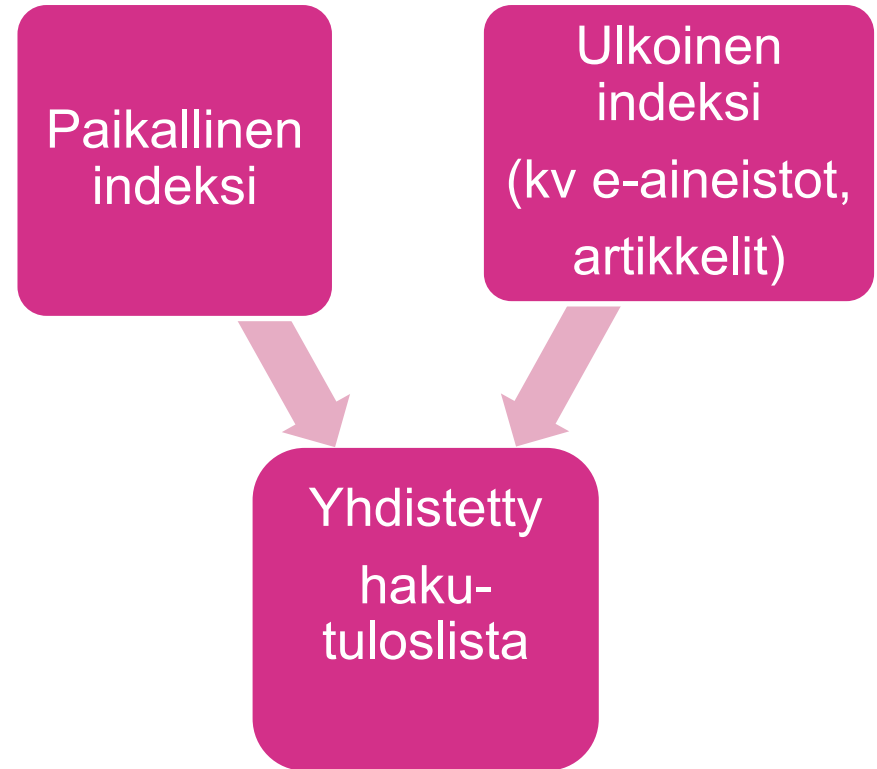 Paikallinen
indeksi
Ulkoinen
indeksi
(kv e-aineistot,
artikkelit)
Yhdistetty
haku-
tuloslista